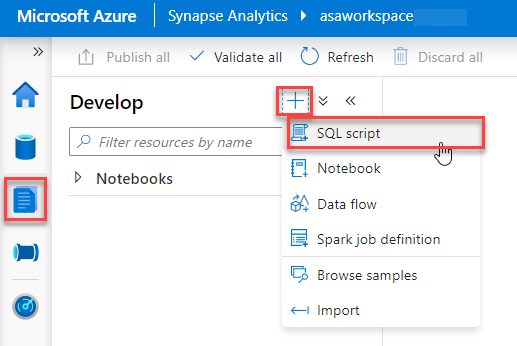 Microsoft Azure Synapse Analytics ▸ asaworkspace
» Publish all Validate all Refresh Discard all
Develop
Filter resources by name
Notebooks
SQL script
Notebook
Data flow
Spark job definition
Browse samples
Import